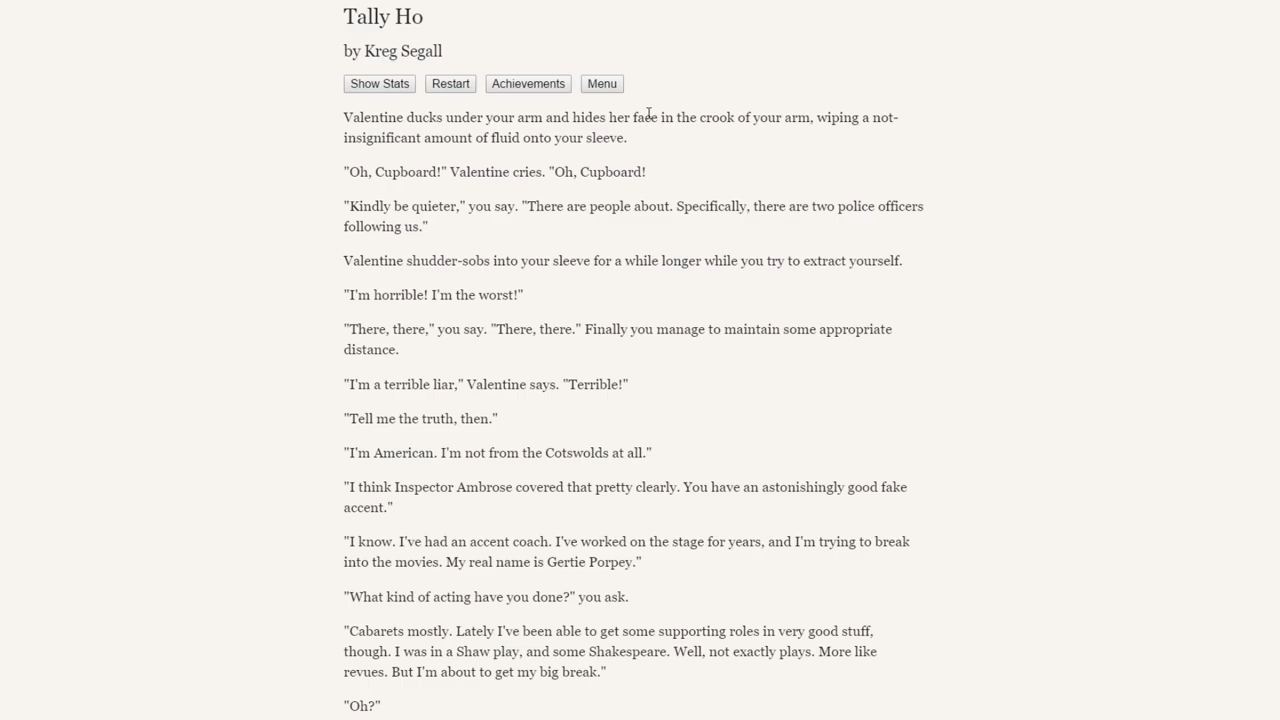 Tally Ho
by Kreg Segall
Show Stats Restart Achievements Menu
Valentine ducks under your arm and hides her face in the crook of your arm, wiping a not-
insignificant amount of fluid onto your sleeve.
"Oh, Cupboard!" Valentine cries. "Oh, Cupboard!
"Kindly be quieter," you say. "There are people about. Specifically, there are two police officers
following us."
Valentine shudder-sobs into your sleeve for a while longer while you try to extract yourself.
"I'm horrible! I'm the worst!"
"There, there," you say. "There, there." Finally you manage to maintain some appropriate
distance.
"I'm a terrible liar," Valentine says. "Terrible!"
"Tell me the truth, then."
"I'm American. I'm not from the Cotswolds at all."
"I think Inspector Ambrose covered that pretty clearly. You have an astonishingly good fake
accent."
"I know. I've had an accent coach. I've worked on the stage for years, and I'm trying to break
into the movies. My real name is Gertie Porpey."
"What kind of acting have you done?" you ask.
"Cabarets mostly. Lately I've been able to get some supporting roles in very good stuff,
though. I was in a Shaw play, and some Shakespeare. Well, not exactly plays. More like
revues. But I'm about to get my big break."
"Oh?"